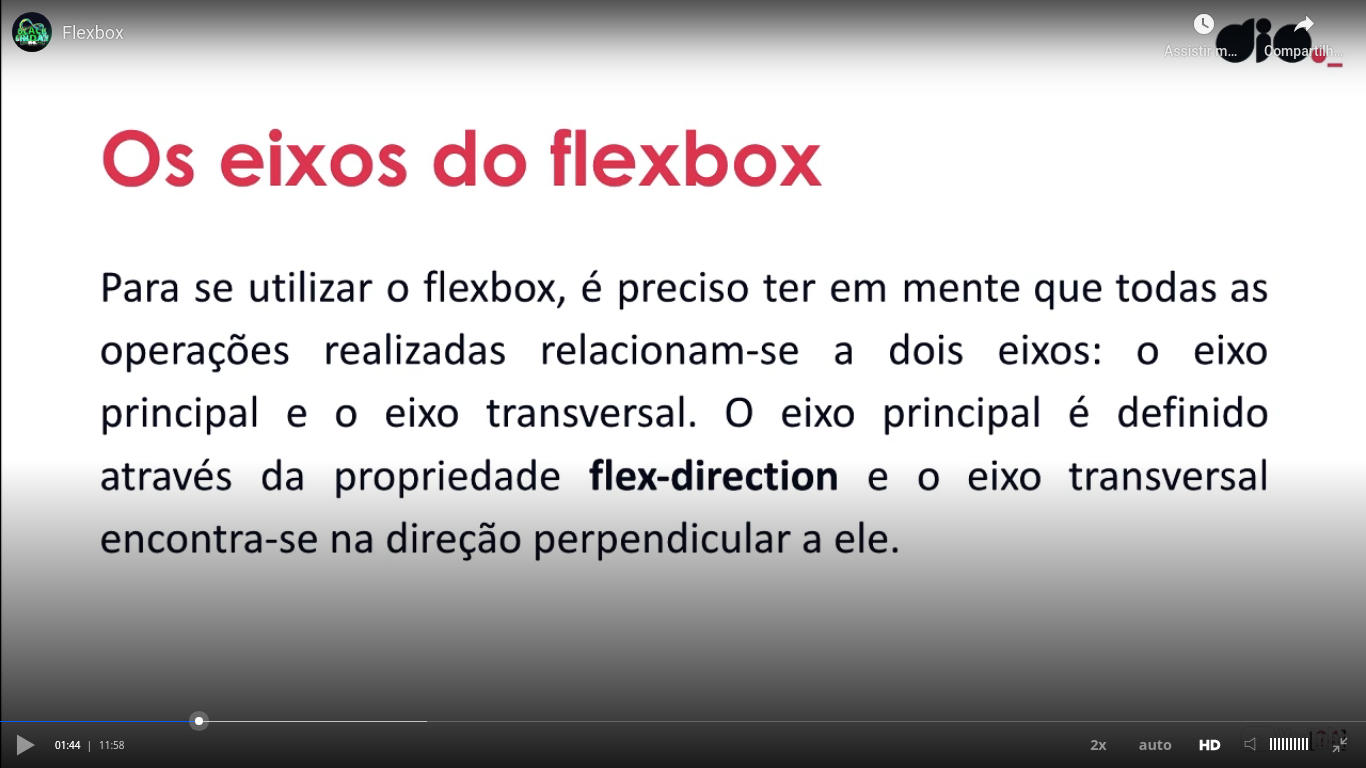 Flexbox
Assistir m...
Compartilh...
dio._
Os eixos do flexbox
Para se utilizar o flexbox, é preciso ter em mente que todas as
operações realizadas relacionam-se a dois eixos: o eixo
principal e o eixo transversal. O eixo principal é definido
através da propriedade flex-direction e o eixo transversal
encontra-se na direção perpendicular a ele.
01:44 | 11:58
2x auto HD